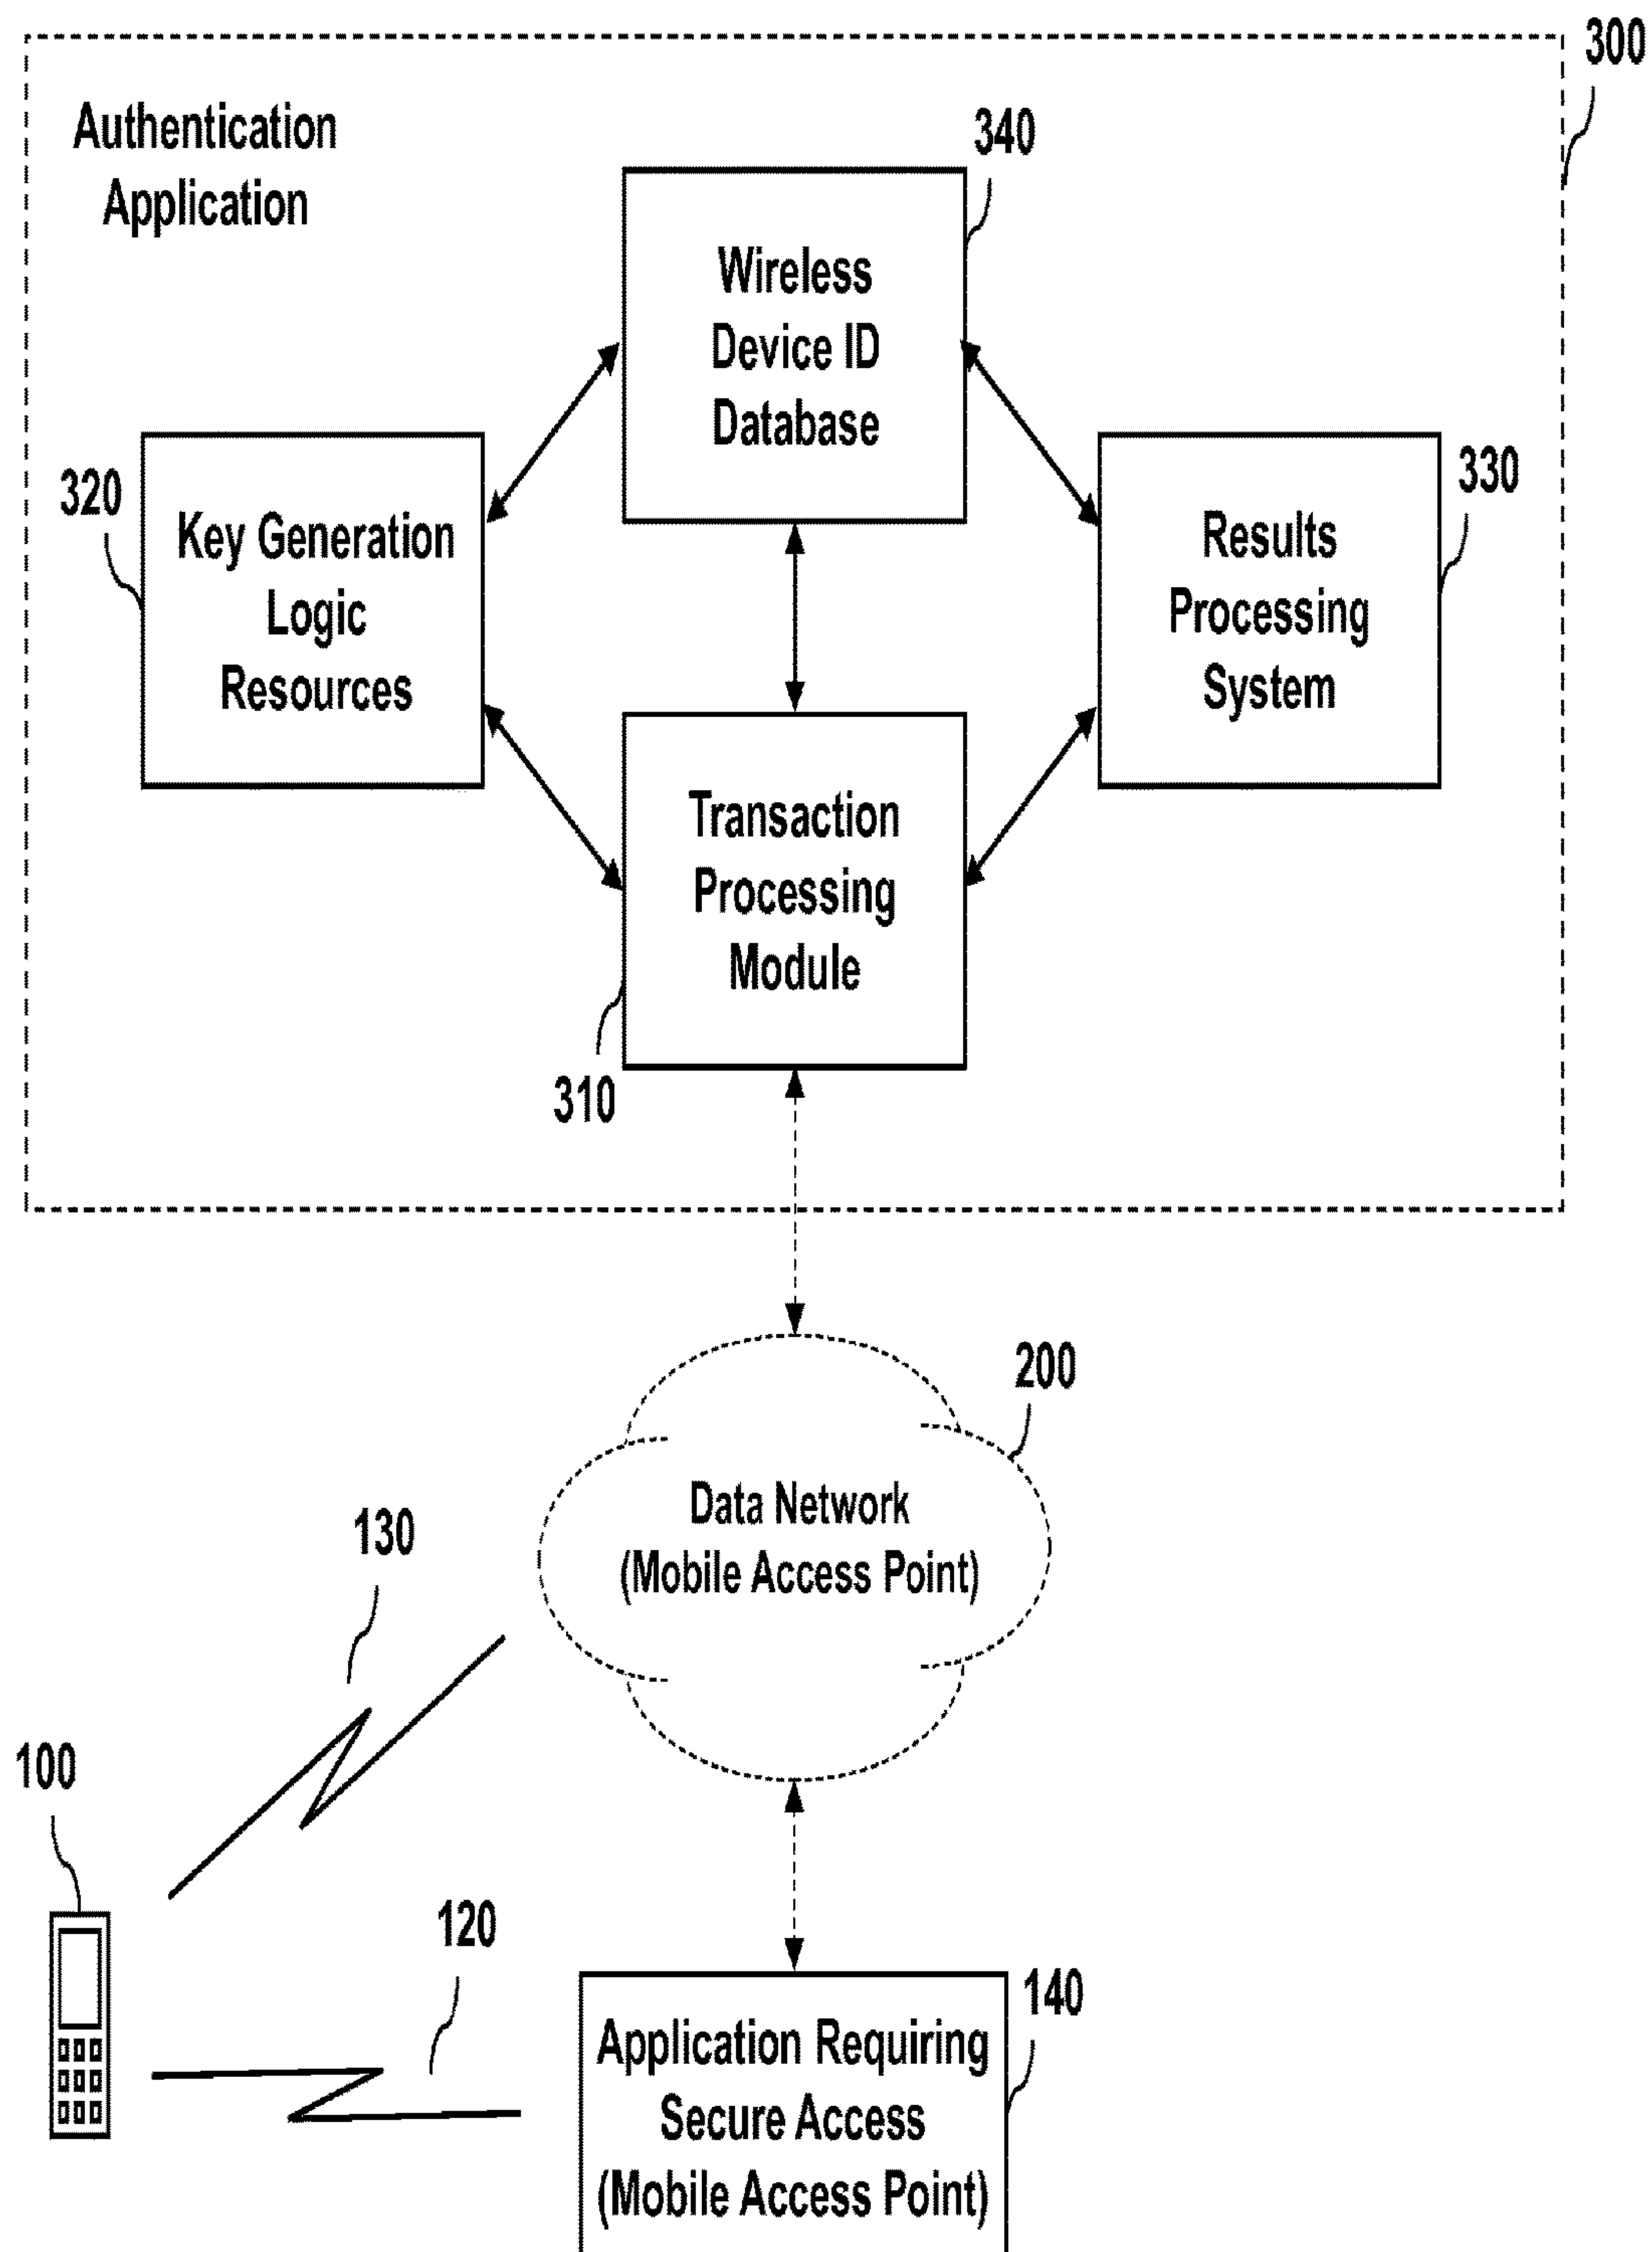 300
Authentication
Application
340
Wireless
Device ID
Database
320
Key Generation
Logic
Resources
330
Results
Processing
System
Transaction
Processing
Module
310
200
Data Network
(Mobile Access Point)
130
100
120
140
Application Requiring
Secure Access
(Mobile Access Point)